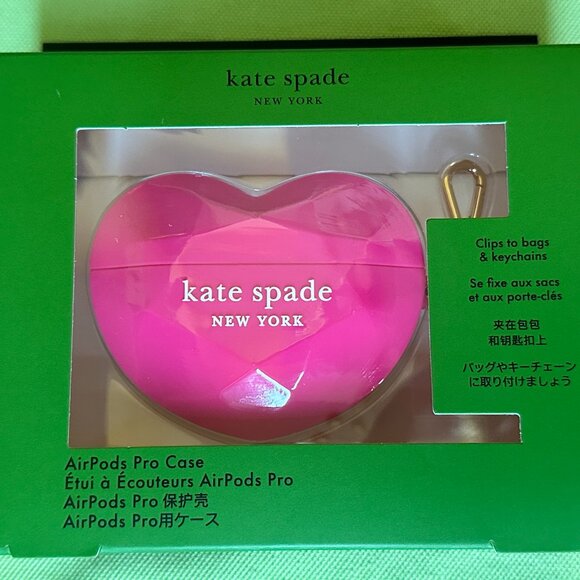 kate spade
NEW YORK
kate spade
NEW YORK
Clips to bags
& keychains
Se fixe aux sacs
et aux porte-clés
夹在包包
和钥匙扣上
バッグやキーチェーン
に取り付けましょう
AirPods Pro Case
Étui à Écouteurs AirPods Pro
AirPods Pro 保护壳
AirPods Pro用ケース